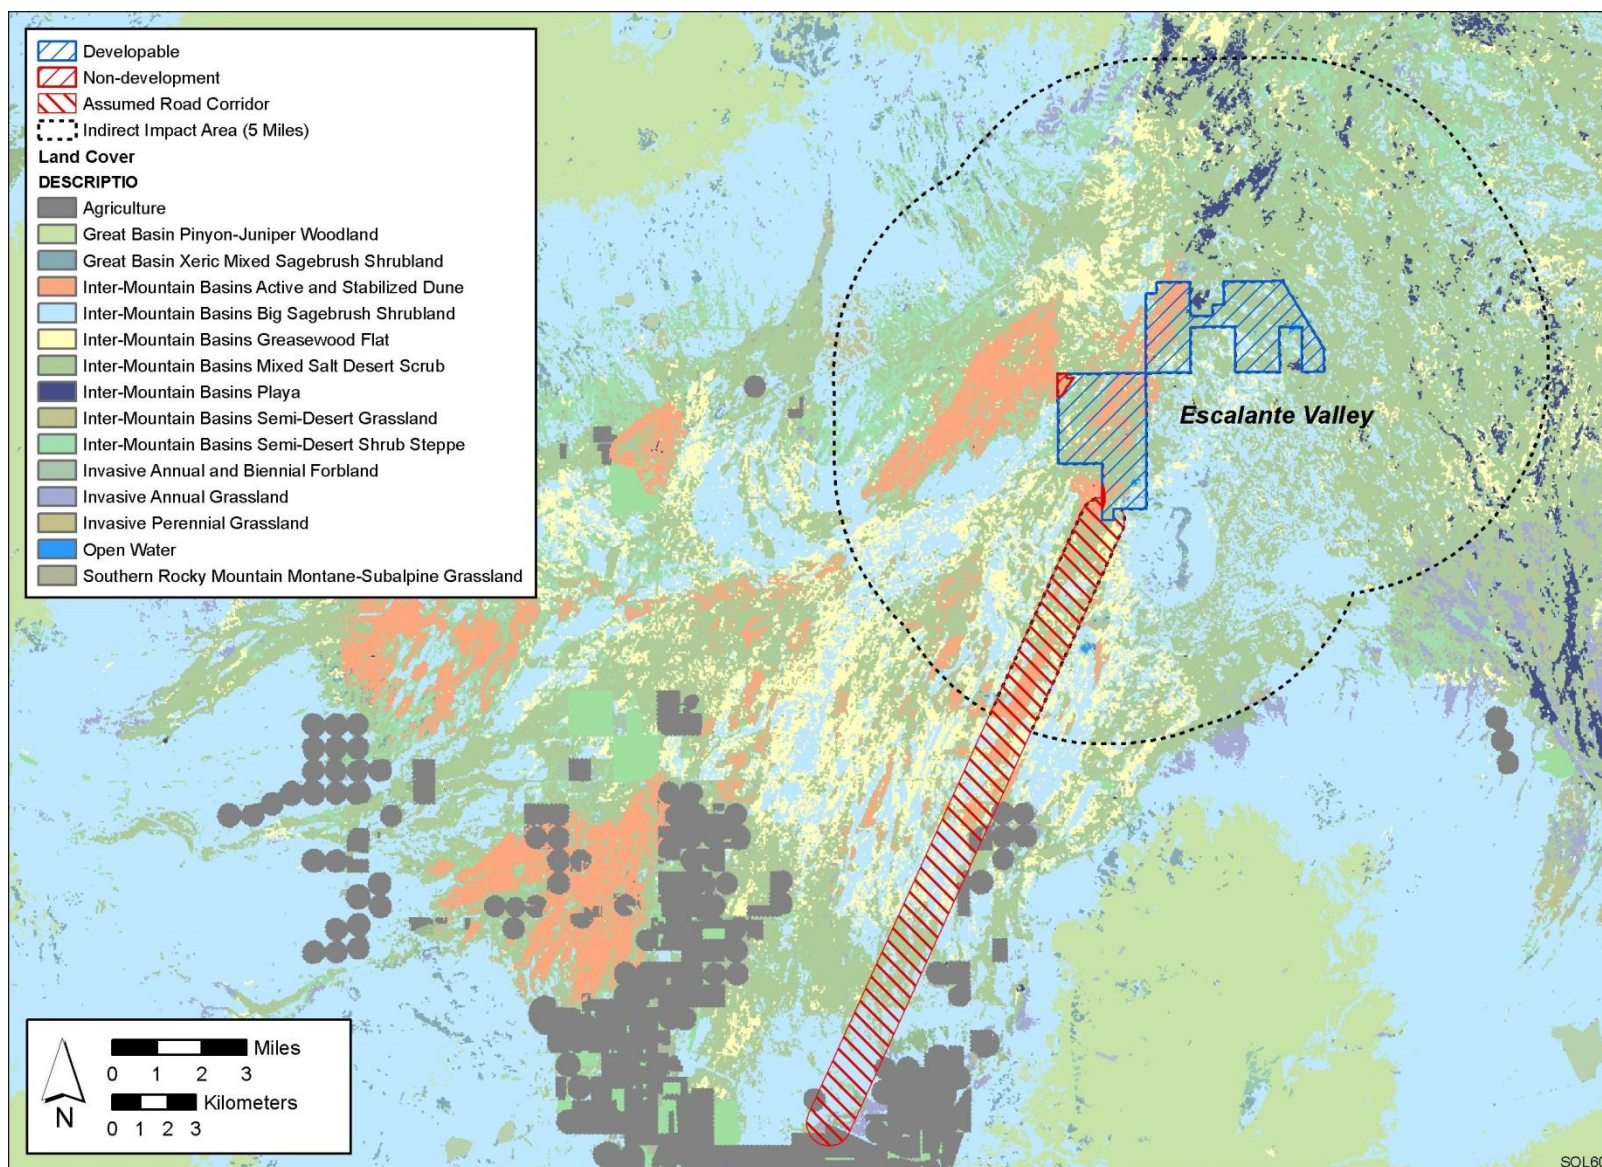 Developable
Non-development
Assumed Road Corridor
Indirect Impact Area (5 Miles)
Land Cover
DESCRIPTIO
Agriculture
Great Basin Pinyon-Juniper Woodland
Great Basin Xeric Mixed Sagebrush Shrubland
Inter-Mountain Basins Active and Stabilized Dune
Inter-Mountain Basins Big Sagebrush Shrubland
Inter-Mountain Basins Greasewood Flat
Inter-Mountain Basins Mixed Salt Desert Scrub
Inter-Mountain Basins Playa
Inter-Mountain Basins Semi-Desert Grassland
Inter-Mountain Basins Semi-Desert Shrub Steppe
Invasive Annual and Biennial Forbland
Invasive Annual Grassland
Invasive Perennial Grassland
Open Water
Southern Rocky Mountain Montane-Subalpine Grassland
Escalante Valley
Miles
0 1 2 3
Kilometers
0 1 2 3
N
SOL60